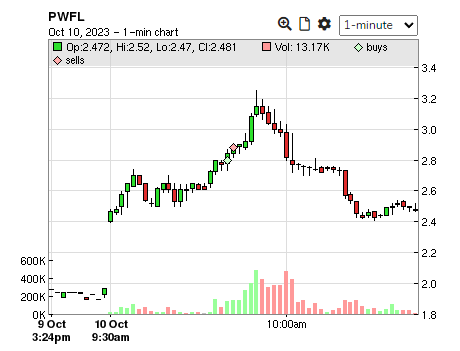 PWFL
Oct 10, 2023 – 1-min chart
1-minute
Op:2.472, Hi:2.52, Lo:2.47, Cl:2.481 Vol: 13.17K buys
sells
3.4
3.2
3.0
2.8
2.6
2.4
2.2
2.0
1.8
600K
400K
200K
0K
9 Oct 10 Oct 10:00am
3:24pm 9:30am